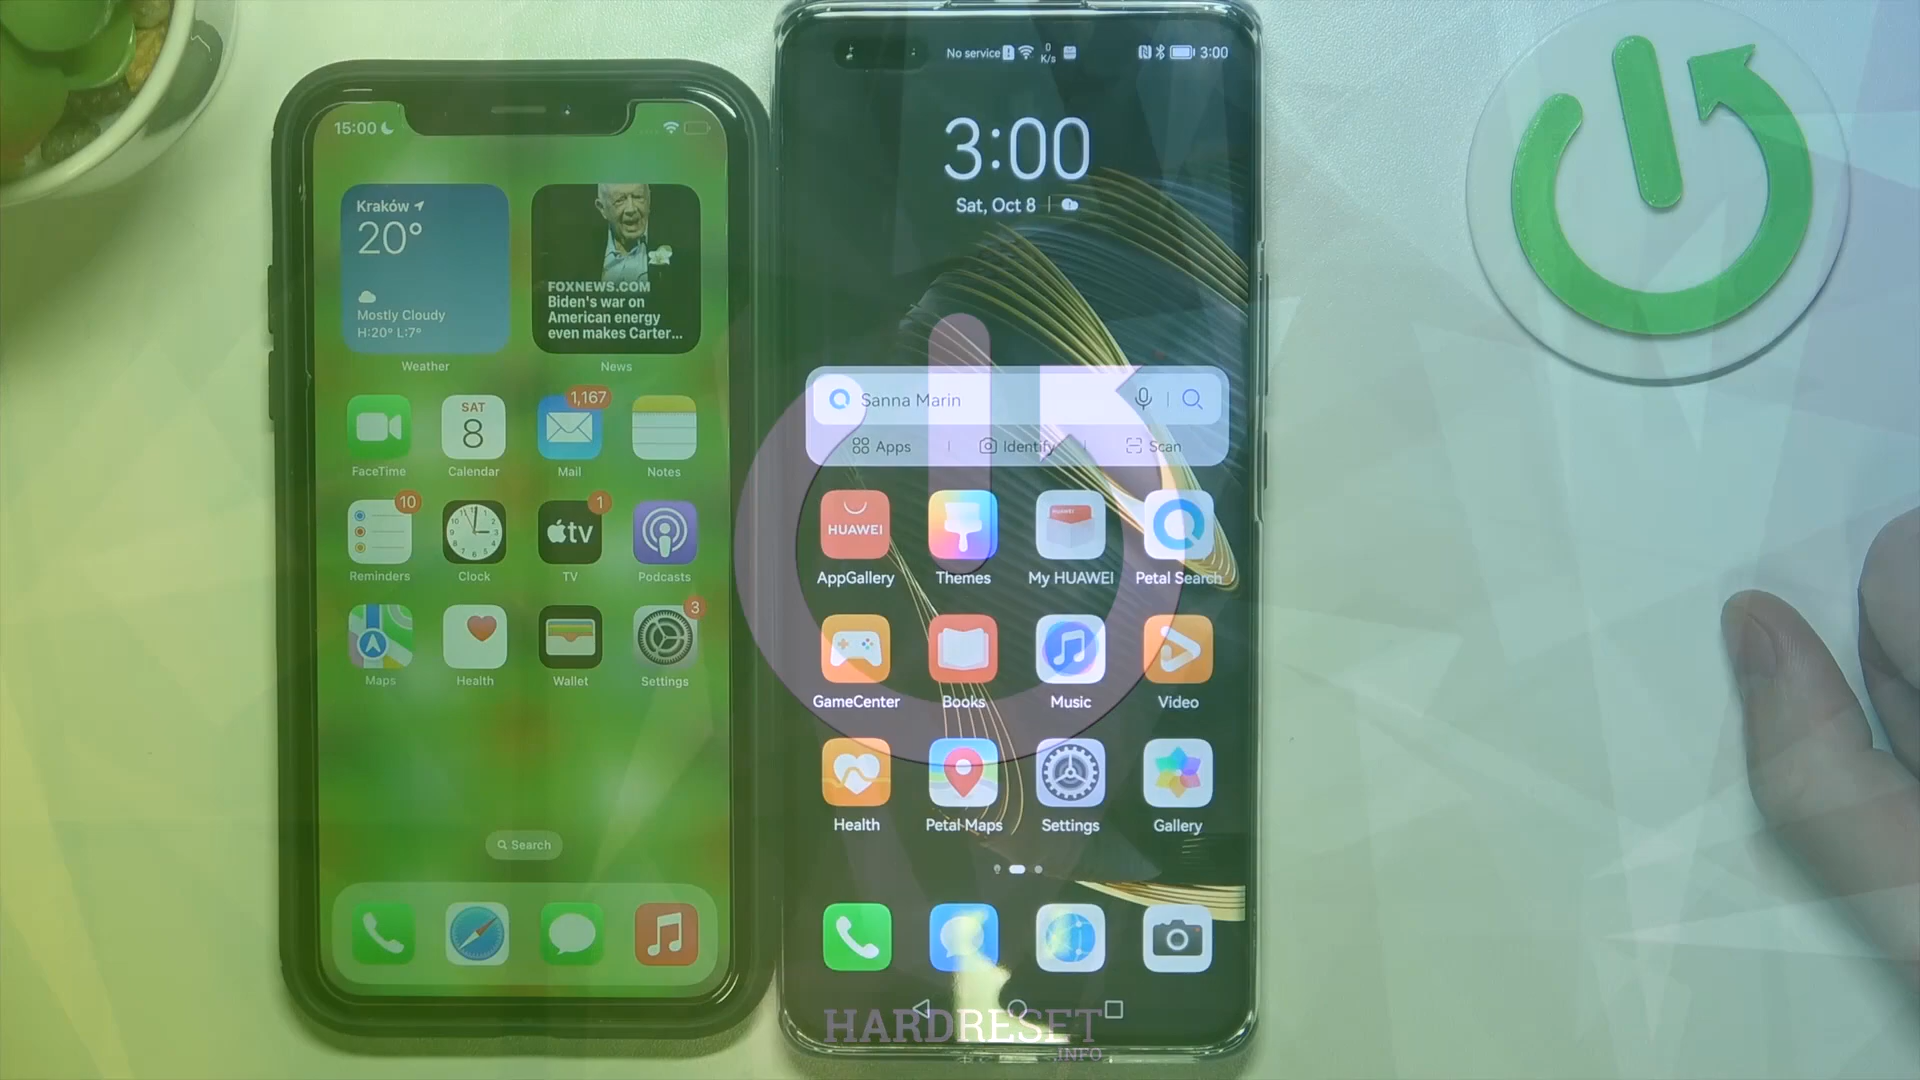 15:00
Kraków
20°
Mostly Cloudy
H:20° L:7°
Weather
FOXNEWS.COM
Biden's war on
American energy
even makes Carter...
News
FaceTime
SAT
8
Calendar
1,167
Mail
Notes
10
Reminders
Clock
tv
1
TV
Podcasts
Maps
Health
Wallet
3
Settings
Search
No service
0
K/s
3:00
3:00
Sat, Oct 8
Sanna Marin
Apps
Identify
Scan
HUAWEI
AppGallery
Themes
HUAWEI
My HUAWEI
Petal Search
GameCenter
Books
Music
Video
Health
Petal Maps
Settings
Gallery
HARDRESET
.INFO